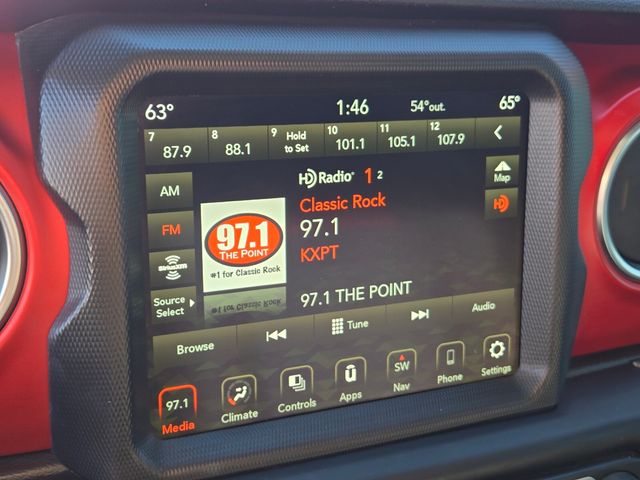 63° 1:46 54°out. 65°
7 87.9 8 88.1 9 Hold to Set 10 101.1 11 105.1 12 107.9
HD Radio 1 2
AM
Map
Classic Rock
97.1
FM
HD
KXPT
97.1
THE POINT
#1 for Classic Rock
SiriusXM
Source Select
97.1 THE POINT
Browse Tune Audio
97.1 SW
Media Climate Controls Apps Nav Phone Settings